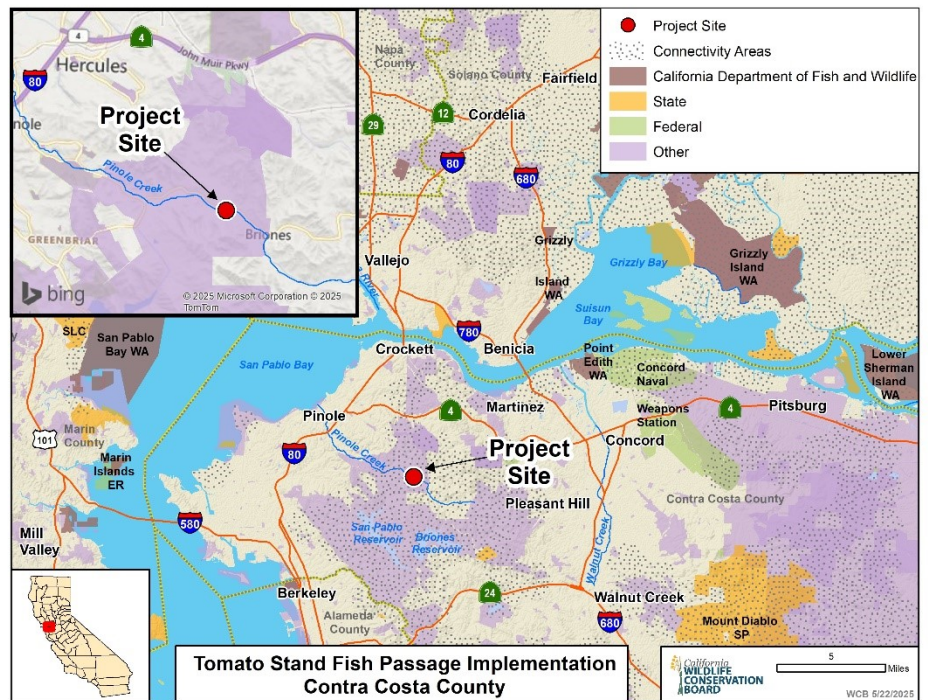 4
4
80
Hercules
John Muir Pkwy
Project
Site
Pinole Creek
GREENBRIAR
Briones
bing
© 2025 Microsoft Corporation © 2025
TomTom
Project Site
Connectivity Areas
California Department of Fish and Wildlife
State
Federal
Other
Napa
County
Solano County
Fairfield
29
12
Cordelia
80
680
Vallejo
Grizzly
Island
WA
Grizzly Bay
Grizzly
Island
WA
Suisun
Bay
780
SLC
San Pablo
Bay WA
San Pablo Bay
Crockett
Benicia
Point
Edith
WA
Concord
Naval
Weapons
Station
Lower
Sherman
Island
WA
Martinez
4
4
Pitsburg
Pinole
101
Marin
County
Marin
Islands
ER
80
Pinole Creek
Project
Site
Concord
Contra Costa County
Pleasant Hill
580
San Pablo
Reservoir
Briones
Reservoir
Mill
Valley
Walnut Creek
Berkeley
24
Walnut Creek
Alameda
County
680
Mount Diablo
SP
Tomato Stand Fish Passage Implementation
Contra Costa County
California
WILDLIFE
CONSERVATION
BOARD
5
Miles
WCB 5/22/2025